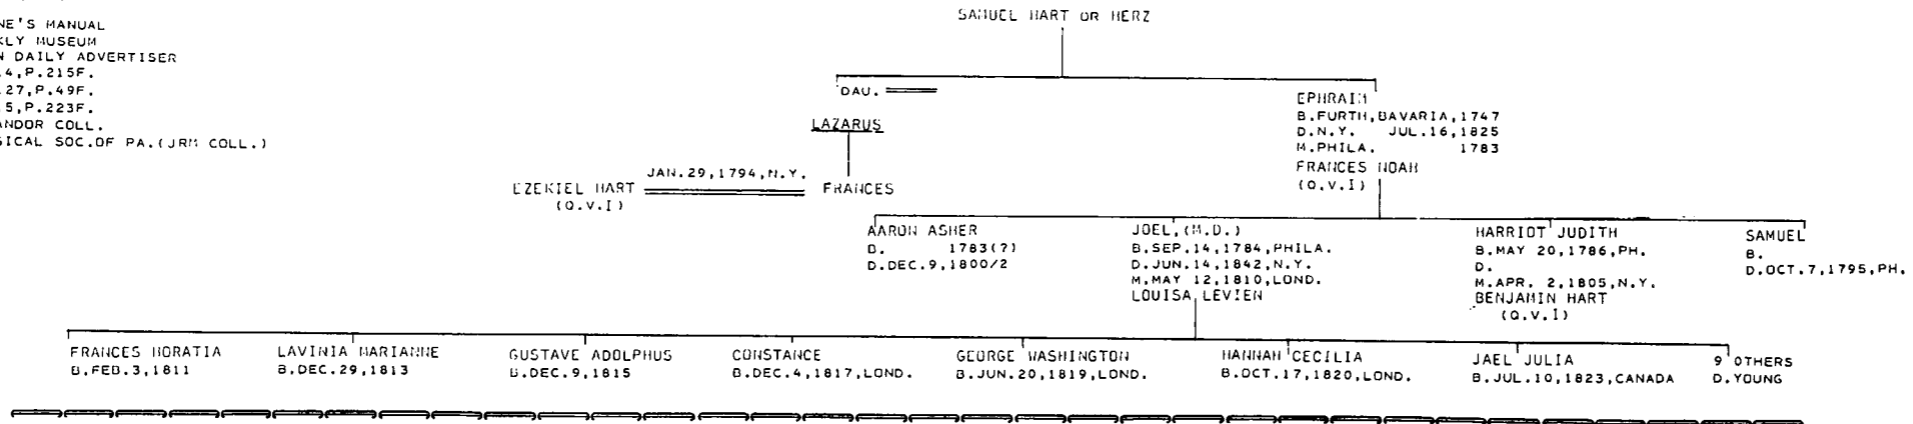 NE'S MANUAL
KLY MUSEUM
N DAILY ADVERTISER
.4,P.215F.
.27,P.49F.
.5,P.223F.
ANDOR COLL.
SICAL SOC.OF PA.(JRM COLL.)
SAMUEL HART OR HERZ
DAU.
LAZARUS
EPHRAIM
B.FURTH,BAVARIA,1747
D.N.Y. JUL.16,1825
M.PHILA. 1783
FRANCES NOAH
(Q.V.I)
EZEKIEL HART
(Q.V.I)
JAN.29,1794,N.Y.
FRANCES
AARON ASHER
B. 1783(?)
D.DEC.9,1800/2
JOEL,(M.D.)
B.SEP.14,1784,PHILA.
D.JUN.14,1842,N.Y.
M.MAY 12,1810,LOND.
LOUISA LEVIEN
HARRIOT JUDITH
B.MAY 20,1786,PH.
D.
M.APR. 2,1805,N.Y.
BENJAMIN HART
(Q.V.I)
SAMUEL
B.
D.OCT.7,1795,PH.
FRANCES HORATIA
B.FEB.3,1811
LAVINIA MARIANNE
B.DEC.29,1813
GUSTAVE ADOLPHUS
B.DEC.9,1815
CONSTANCE
B.DEC.4,1817,LOND.
GEORGE WASHINGTON
B.JUN.20,1819,LOND.
HANNAH CECILIA
B.OCT.17,1820,LOND.
JAEL JULIA
B.JUL.10,1823,CANADA
9 OTHERS
D.YOUNG